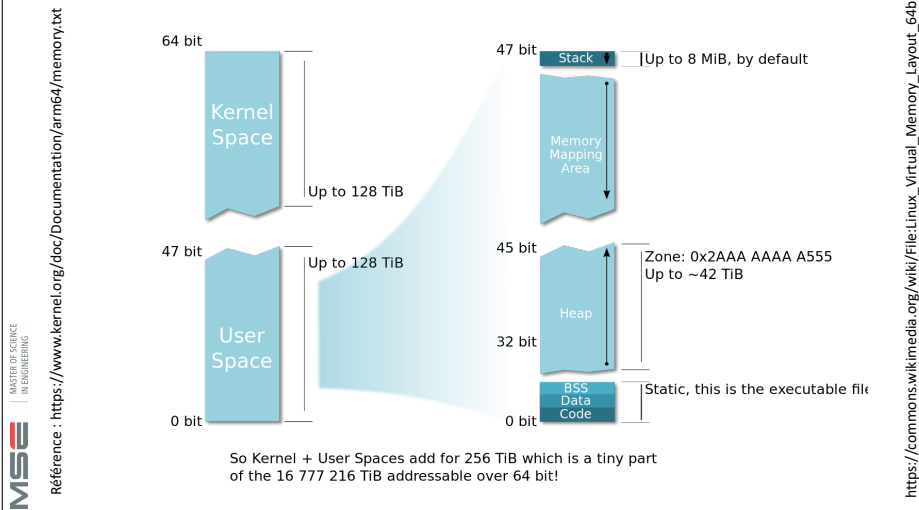 MSE
MASTER OF SCIENCE
IN ENGINEERING
Référence : https://www.kernel.org/doc/Documentation/arm64/memory.txt
64 bit
Kernel
Space
Up to 128 TiB
47 bit
Up to 128 TiB
User
Space
0 bit
47 bit
Stack
Up to 8 MiB, by default
Memory
Mapping
Area
45 bit
Zone: 0x2AAA AAAA A555
Up to ~42 TiB
Heap
32 bit
BSS
Static, this is the executable file
Data
Code
0 bit
So Kernel + User Spaces add for 256 TiB which is a tiny part
of the 16 777 216 TiB addressable over 64 bit!
https://commons.wikimedia.org/wiki/File:Linux_Virtual_Memory_Layout_64b